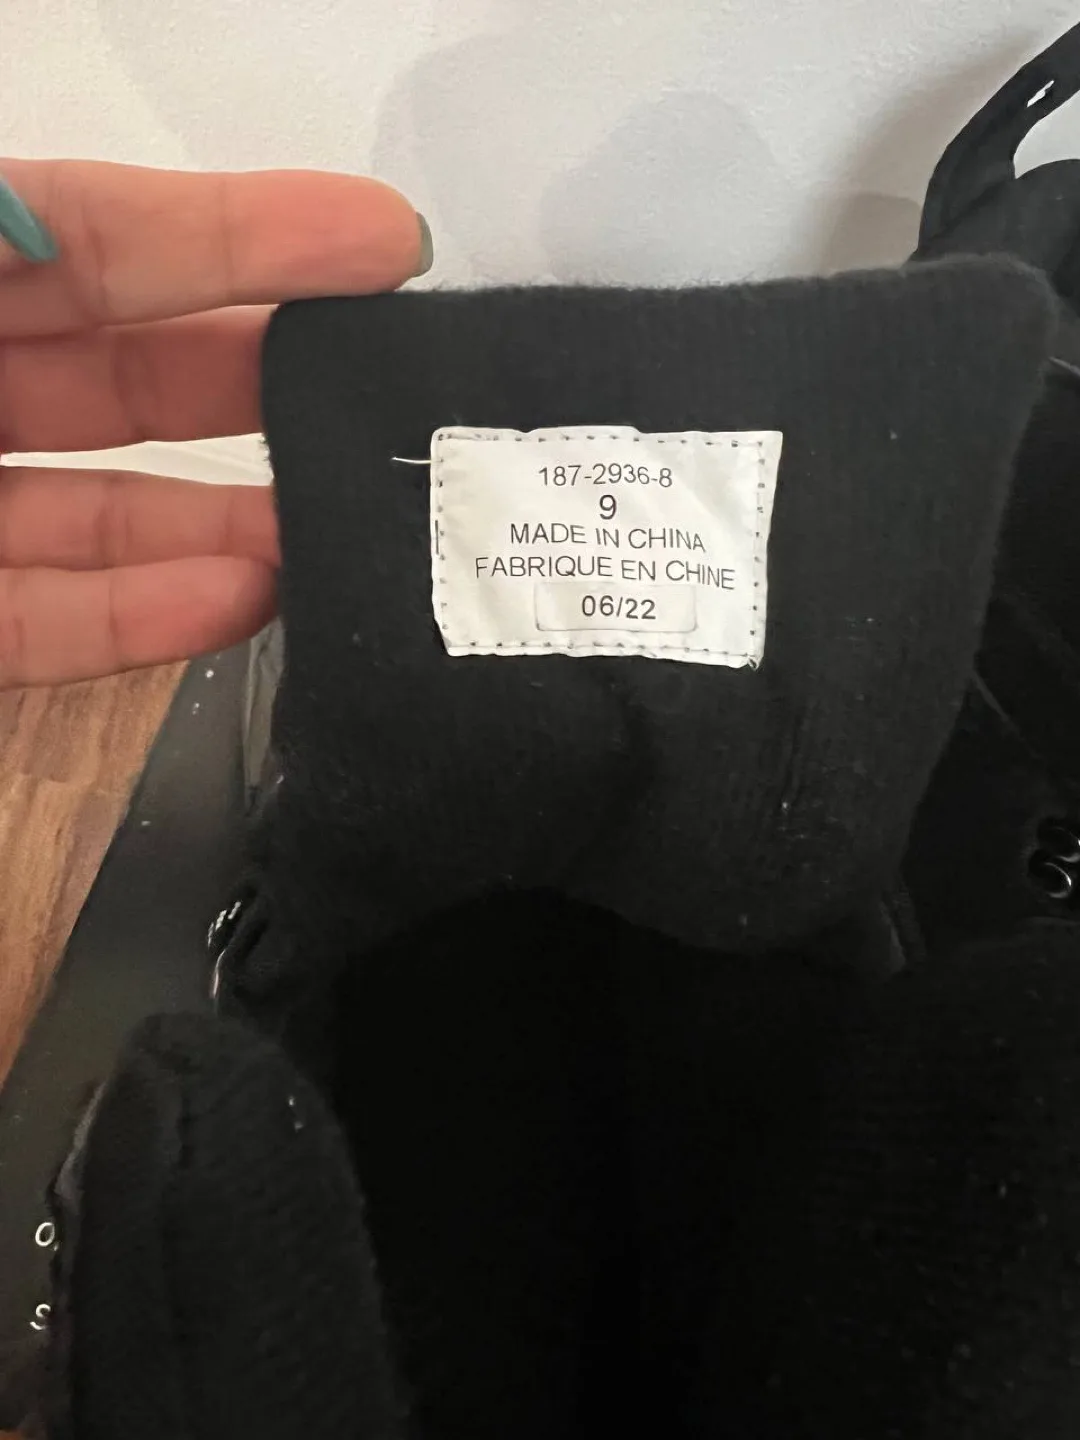 187-2936-8
9
MADE IN CHINA
FABRIQUE EN CHINE
06/22